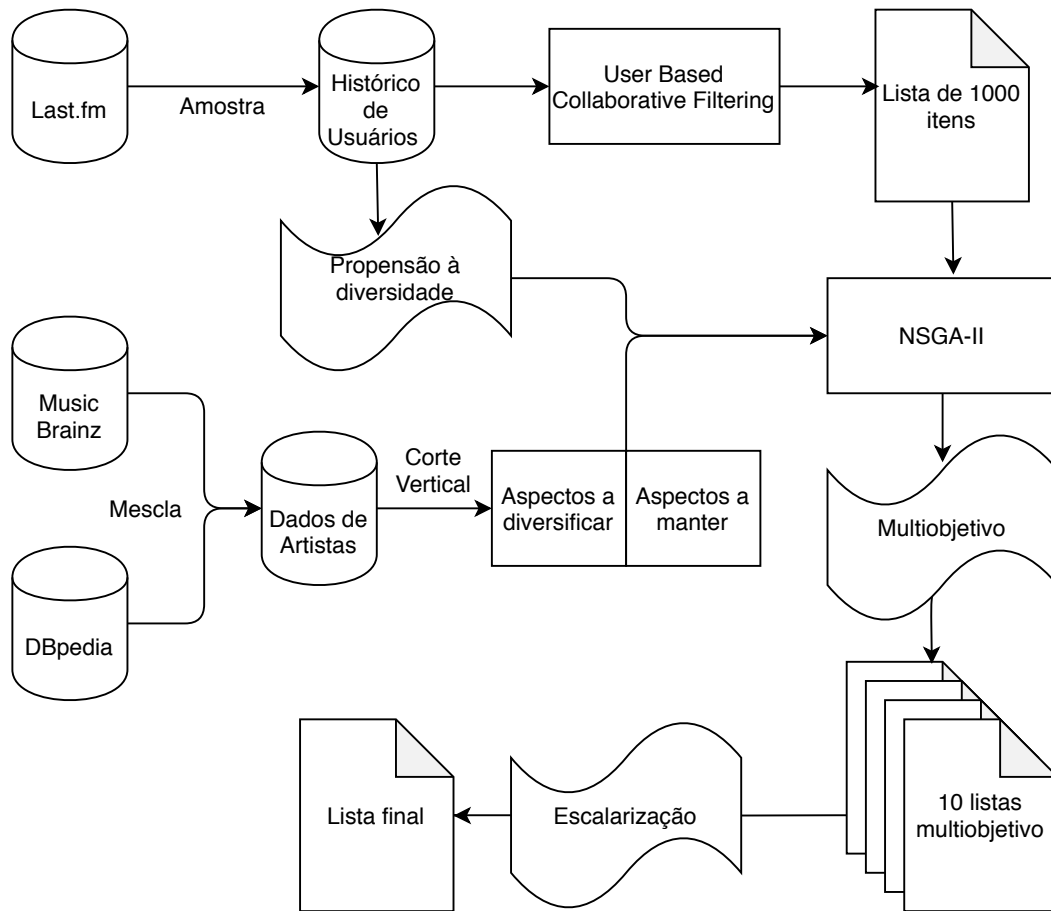 Last.fm
Amostra
Histórico
de
Usuários
User Based
Collaborative Filtering
Lista de 1000
itens
Propensão à
diversidade
NSGA-II
Music
Brainz
Mescla
DBpedia
Dados de
Artistas
Corte
Vertical
Aspectos a
diversificar
Aspectos a
manter
Multiobjetivo
10 listas
multiobjetivo
Escalarização
Lista final